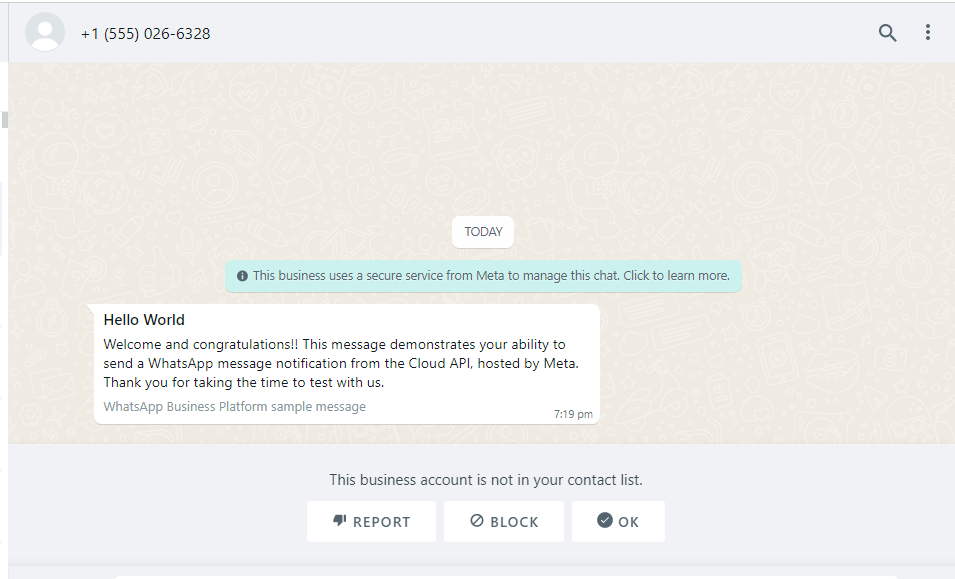 +1 (555) 026-6328
TODAY
This business uses a secure service from Meta to manage this chat. Click to learn more.
Hello World
Welcome and congratulations!! This message demonstrates your ability to
send a WhatsApp message notification from the Cloud API, hosted by Meta.
Thank you for taking the time to test with us.
WhatsApp Business Platform sample message
7:19 pm
This business account is not in your contact list.
REPORT
BLOCK
OK